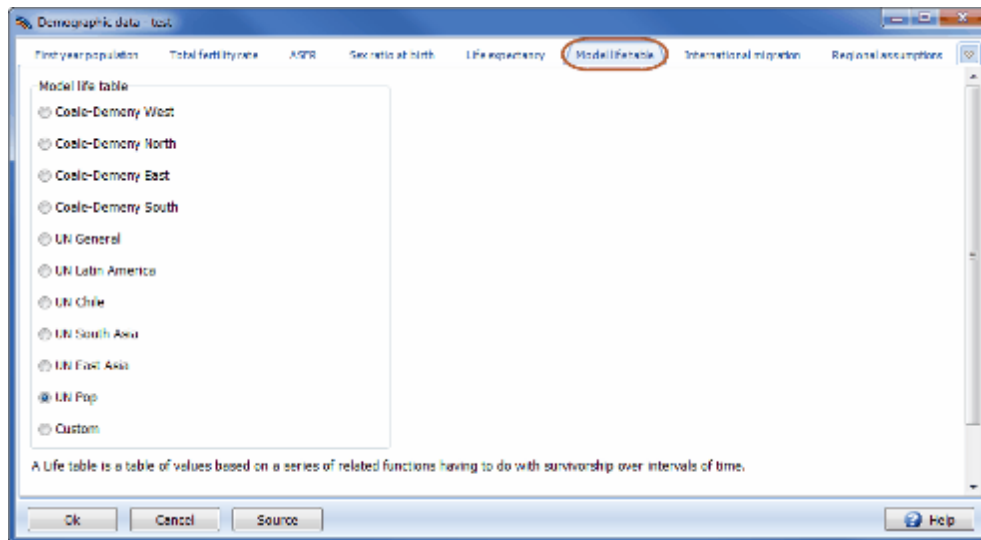 Demographic data - test
First year population Total fertility rate ASFR Sex ratio at birth Life expectancy Model life table International migration Regional assumptions
Model life table
Coale-Demeny West
Coale-Demeny North
Coale-Demeny East
Coale-Demeny South
UN General
UN Latin America
UN Chile
UN South Asia
UN East Asia
UN Pop
Custom
A Life table is a table of values based on a series of related functions having to do with survivorship over intervals of time.
Ok Cancel Source Help